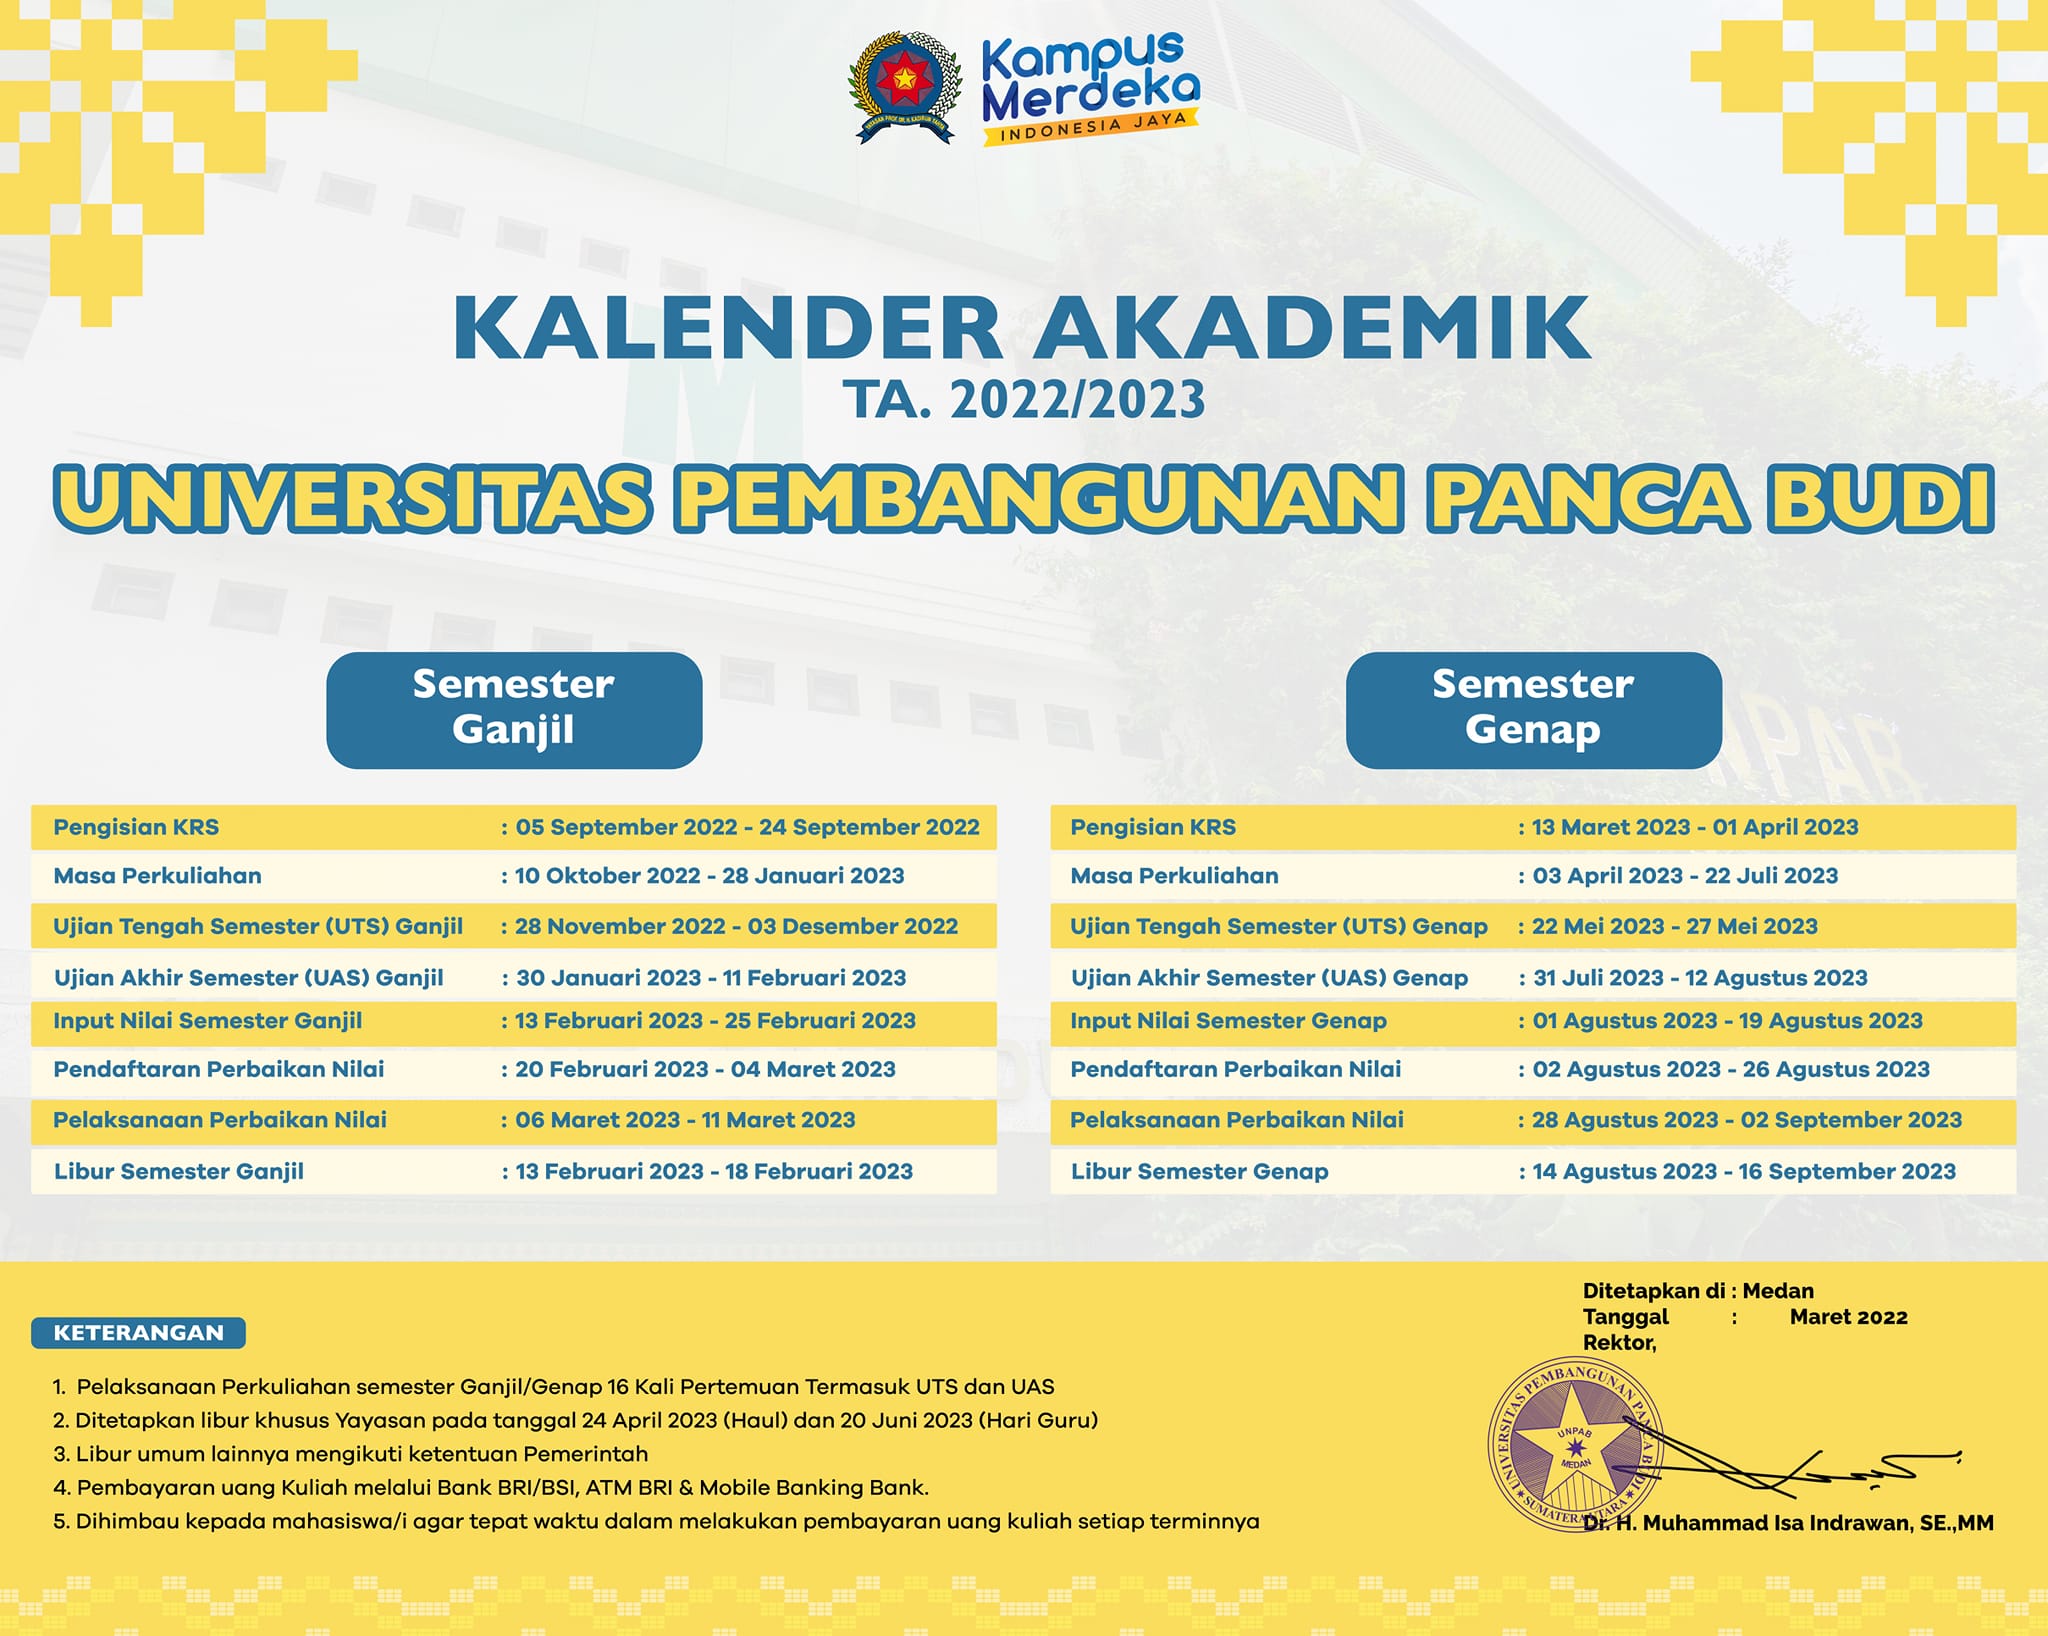 YAYASAN PROF. DR. H. KADIRUN YAHYA
Kampus
Merdeka
INDONESIA JAYA
KALENDER AKADEMIK
TA. 2022/2023
UNIVERSITAS PEMBANGUNAN PANCA BUDI
Semester
Ganjil
Pengisian KRS : 05 September 2022 - 24 September 2022
Masa Perkuliahan : 10 Oktober 2022 - 28 Januari 2023
Ujian Tengah Semester (UTS) Ganjil : 28 November 2022 - 03 Desember 2022
Ujian Akhir Semester (UAS) Ganjil : 30 Januari 2023 - 11 Februari 2023
Input Nilai Semester Ganjil : 13 Februari 2023 - 25 Februari 2023
Pendaftaran Perbaikan Nilai : 20 Februari 2023 - 04 Maret 2023
Pelaksanaan Perbaikan Nilai : 06 Maret 2023 - 11 Maret 2023
Libur Semester Ganjil : 13 Februari 2023 - 18 Februari 2023
Semester
Genap
Pengisian KRS : 13 Maret 2023 - 01 April 2023
Masa Perkuliahan : 03 April 2023 - 22 Juli 2023
Ujian Tengah Semester (UTS) Genap : 22 Mei 2023 - 27 Mei 2023
Ujian Akhir Semester (UAS) Genap : 31 Juli 2023 - 12 Agustus 2023
Input Nilai Semester Genap : 01 Agustus 2023 - 19 Agustus 2023
Pendaftaran Perbaikan Nilai : 02 Agustus 2023 - 26 Agustus 2023
Pelaksanaan Perbaikan Nilai : 28 Agustus 2023 - 02 September 2023
Libur Semester Genap : 14 Agustus 2023 - 16 September 2023
KETERANGAN
1. Pelaksanaan Perkuliahan semester Ganjil/Genap 16 Kali Pertemuan Termasuk UTS dan UAS
2. Ditetapkan libur khusus Yayasan pada tanggal 24 April 2023 (Haul) dan 20 Juni 2023 (Hari Guru)
3. Libur umum lainnya mengikuti ketentuan Pemerintah
4. Pembayaran uang Kuliah melalui Bank BRI/BSI, ATM BRI & Mobile Banking Bank.
5. Dihimbau kepada mahasiswa/i agar tepat waktu dalam melakukan pembayaran uang kuliah setiap terminnya
Ditetapkan di : Medan
Tanggal : Maret 2022
Rektor,
UNIVERSITAS PEMBANGUNAN PANCA BUDI
UNPAB
MEDAN
SUMATERA UTARA
Dr. H. Muhammad Isa Indrawan, SE.,MM